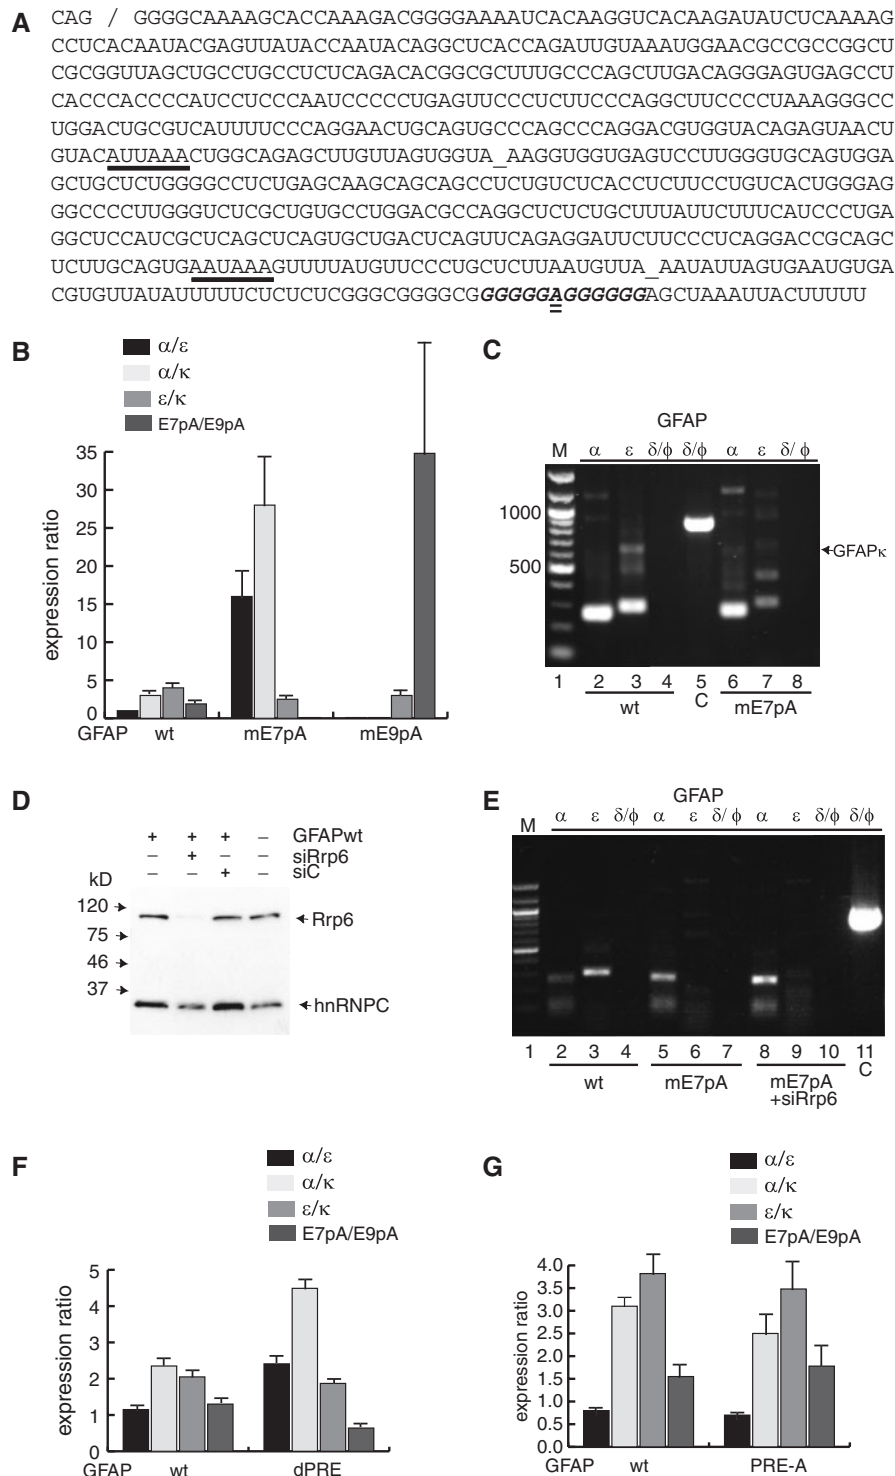 A
CAG / GGGGCAAAAGCACCAAAGACGGGGAAAAUCACAAGGUCACAAGAUAUCUCAAAAG
CCUCACAAUACGAGUUAUACCAAUACAGGCUCACCAGAUUGUAAAUGGAACGCCGCCGGCU
CGCGGUUAGCUGCCUGCCUCUCAGACACGGCGCUUUGCCCAGCUUGACAGGGAGUGAGCCU
CACCCACCCCAUCCUCCCAAUCCCCCUGAGUUCCCUCUUCCCAGGCUUCCCCUAAAGGGCC
UGGACUGCGUCAUUUUCCCAGGAACUGCAGUGCCCAGCCCAGGACGUGGUACAGAGUAACU
GUACAUUAAACUGGCAGAGCUUGUUAGUGGUA_AAGGUGGUGAGUCCUUGGGUGCAGUGGA
GCUGCUCUGGGGCCUCUGAGCAAGCAGCAGCCUCUGUCUCACCUCUUCCUGUCACUGGGAG
GGCCCCUUGGGUCUCGCUGUGCCUGGACGCCAGGCUCUCUGCUUUAUUCUUUCAUCCCUGA
GGCUCCAUCGCUCAGCUCAGUGCUGACUCAGUUCAGAGGAUUCUUCCCUCAGGACCGCAGC
UCUUGCAGUGAAUAAAGUUUUAUGUUCCCUGCUCUUAAUGUUA_AAUAUUAGUGAAUGUGA
CGUGUUAUAUUUUUCUCUCUCGGGCGGGGCGGGGGGAGGGGGGAGCUAAAUUACUUUUU
B
α/ε
α/κ
ε/κ
E7pA/E9pA
expression ratio
35
30
25
20
15
10
5
0
GFAP wt mE7pA mE9pA
C
GFAP
M α ε δ/ϕ δ/ϕ α ε δ/ϕ
1000
500
GFAPκ
1 2 3 4 5 6 7 8
wt C mE7pA
D
+ + + − GFAPwt
− + − − siRrp6
− − + − siC
kD
120
75
46
37
Rrp6
hnRNPC
E
GFAP
M α ε δ/ϕ α ε δ/ϕ α ε δ/ϕ δ/ϕ
1 2 3 4 5 6 7 8 9 10 11
wt mE7pA mE7pA C
+siRrp6
F
α/ε
α/κ
ε/κ
E7pA/E9pA
expression ratio
5
4
3
2
1
0
GFAP wt dPRE
G
α/ε
α/κ
ε/κ
E7pA/E9pA
expression ratio
4.0
3.5
3.0
2.5
2.0
1.5
1.0
0.5
0.0
GFAP wt PRE-A